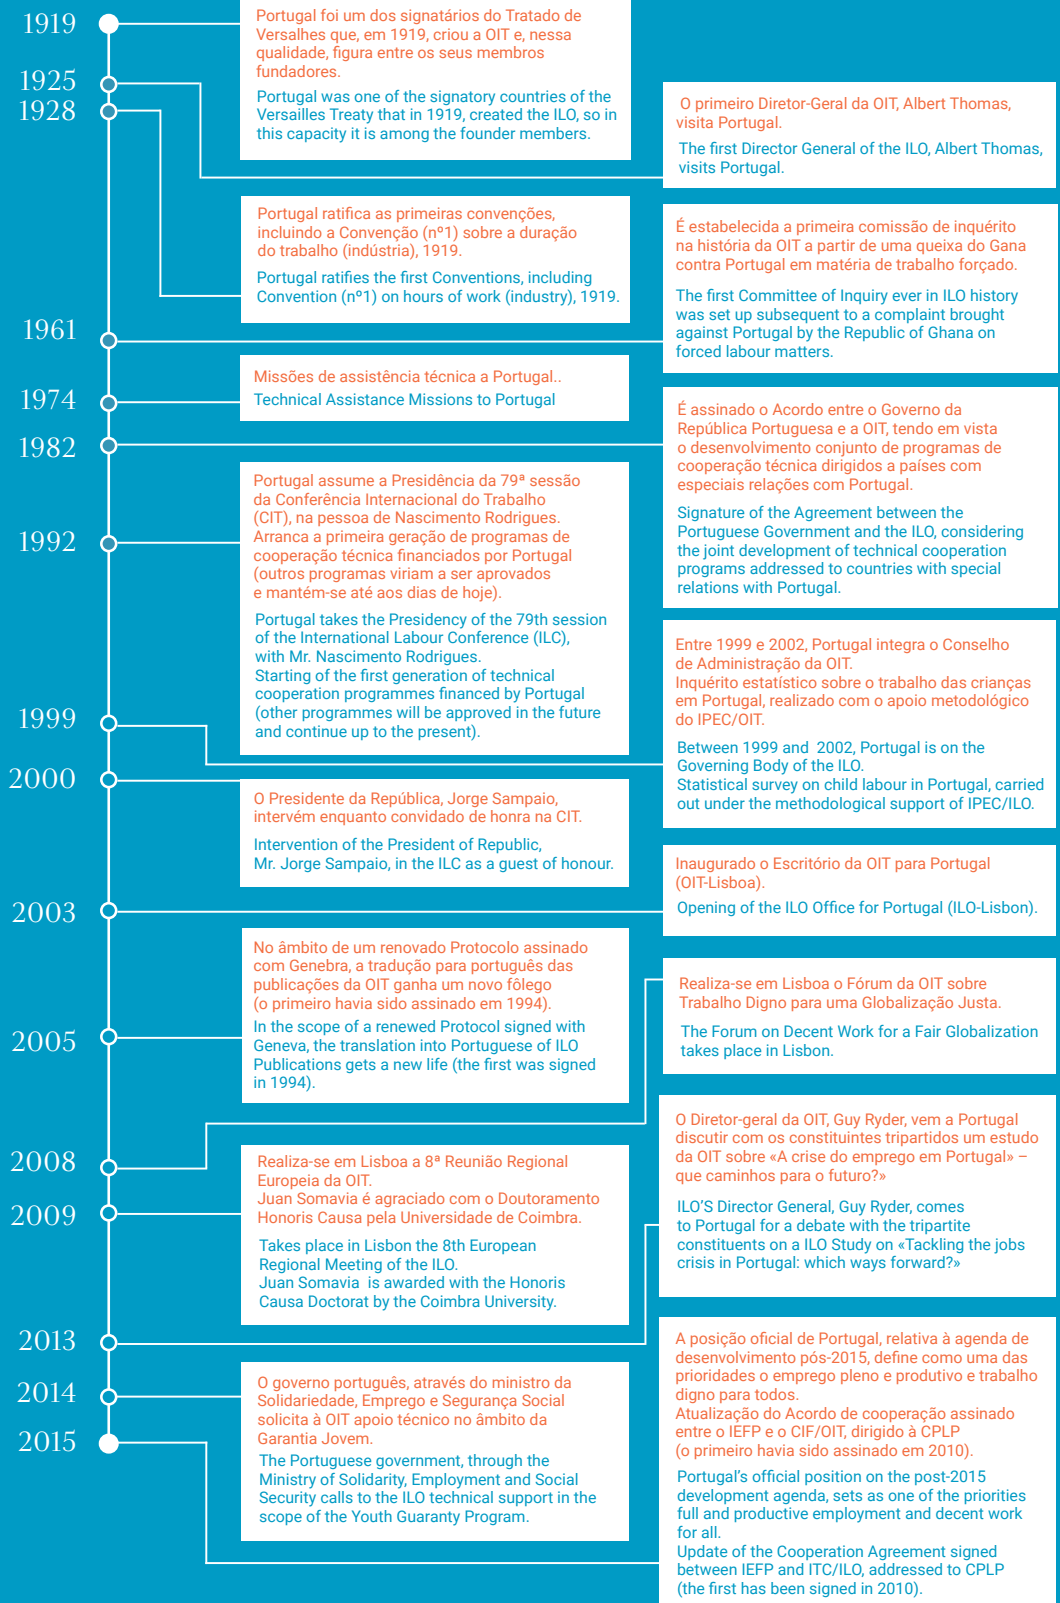 1919
Portugal foi um dos signatários do Tratado de
Versalhes que, em 1919, criou a OIT e, nessa
qualidade, figura entre os seus membros
fundadores.
Portugal was one of the signatory countries of the
Versailles Treaty that in 1919, created the ILO, so in
this capacity it is among the founder members.
1925
O primeiro Diretor-Geral da OIT, Albert Thomas,
visita Portugal.
The first Director General of the ILO, Albert Thomas,
visits Portugal.
1928
Portugal ratifica as primeiras convenções,
incluindo a Convenção (nº1) sobre a duração
do trabalho (indústria), 1919.
Portugal ratifies the first Conventions, including
Convention (nº1) on hours of work (industry), 1919.
1961
É estabelecida a primeira comissão de inquérito
na história da OIT a partir de uma queixa do Gana
contra Portugal em matéria de trabalho forçado.
The first Committee of Inquiry ever in ILO history
was set up subsequent to a complaint brought
against Portugal by the Republic of Ghana on
forced labour matters.
1974
Missões de assistência técnica a Portugal..
Technical Assistance Missions to Portugal
1982
É assinado o Acordo entre o Governo da
República Portuguesa e a OIT, tendo em vista
o desenvolvimento conjunto de programas de
cooperação técnica dirigidos a países com
especiais relações com Portugal.
Signature of the Agreement between the
Portuguese Government and the ILO, considering
the joint development of technical cooperation
programs addressed to countries with special
relations with Portugal.
1992
Portugal assume a Presidência da 79ª sessão
da Conferência Internacional do Trabalho
(CIT), na pessoa de Nascimento Rodrigues.
Arranca a primeira geração de programas de
cooperação técnica financiados por Portugal
(outros programas viriam a ser aprovados
e mantém-se até aos dias de hoje).
Portugal takes the Presidency of the 79th session
of the International Labour Conference (ILC),
with Mr. Nascimento Rodrigues.
Starting of the first generation of technical
cooperation programmes financed by Portugal
(other programmes will be approved in the future
and continue up to the present).
1999
Entre 1999 e 2002, Portugal integra o Conselho
de Administração da OIT.
Inquérito estatístico sobre o trabalho das crianças
em Portugal, realizado com o apoio metodológico
do IPEC/OIT.
Between 1999 and 2002, Portugal is on the
Governing Body of the ILO.
Statistical survey on child labour in Portugal, carried
out under the methodological support of IPEC/ILO.
2000
O Presidente da República, Jorge Sampaio,
intervém enquanto convidado de honra na CIT.
Intervention of the President of Republic,
Mr. Jorge Sampaio, in the ILC as a guest of honour.
2003
Inaugurado o Escritório da OIT para Portugal
(OIT-Lisboa).
Opening of the ILO Office for Portugal (ILO-Lisbon).
2005
No âmbito de um renovado Protocolo assinado
com Genebra, a tradução para português das
publicações da OIT ganha um novo fôlego
(o primeiro havia sido assinado em 1994).
In the scope of a renewed Protocol signed with
Geneva, the translation into Portuguese of ILO
Publications gets a new life (the first was signed
in 1994).
2008
Realiza-se em Lisboa o Fórum da OIT sobre
Trabalho Digno para uma Globalização Justa.
The Forum on Decent Work for a Fair Globalization
takes place in Lisbon.
2009
Realiza-se em Lisboa a 8ª Reunião Regional
Europeia da OIT.
Juan Somavia é agraciado com o Doutoramento
Honoris Causa pela Universidade de Coimbra.
Takes place in Lisbon the 8th European
Regional Meeting of the ILO.
Juan Somavia is awarded with the Honoris
Causa Doctorat by the Coimbra University.
2013
O Diretor-geral da OIT, Guy Ryder, vem a Portugal
discutir com os constituintes tripartidos um estudo
da OIT sobre «A crise do emprego em Portugal» –
que caminhos para o futuro?»
ILO'S Director General, Guy Ryder, comes
to Portugal for a debate with the tripartite
constituents on a ILO Study on «Tackling the jobs
crisis in Portugal: which ways forward?»
2014
O governo português, através do ministro da
Solidariedade, Emprego e Segurança Social
solicita à OIT apoio técnico no âmbito da
Garantia Jovem.
The Portuguese government, through the
Ministry of Solidarity, Employment and Social
Security calls to the ILO technical support in the
scope of the Youth Guaranty Program.
2015
A posição oficial de Portugal, relativa à agenda de
desenvolvimento pós-2015, define como uma das
prioridades o emprego pleno e produtivo e trabalho
digno para todos.
Atualização do Acordo de cooperação assinado
entre o IEFP e o CIF/OIT, dirigido à CPLP
(o primeiro havia sido assinado em 2010).
Portugal's official position on the post-2015
development agenda, sets as one of the priorities
full and productive employment and decent work
for all.
Update of the Cooperation Agreement signed
between IEFP and ITC/ILO, addressed to CPLP
(the first has been signed in 2010).